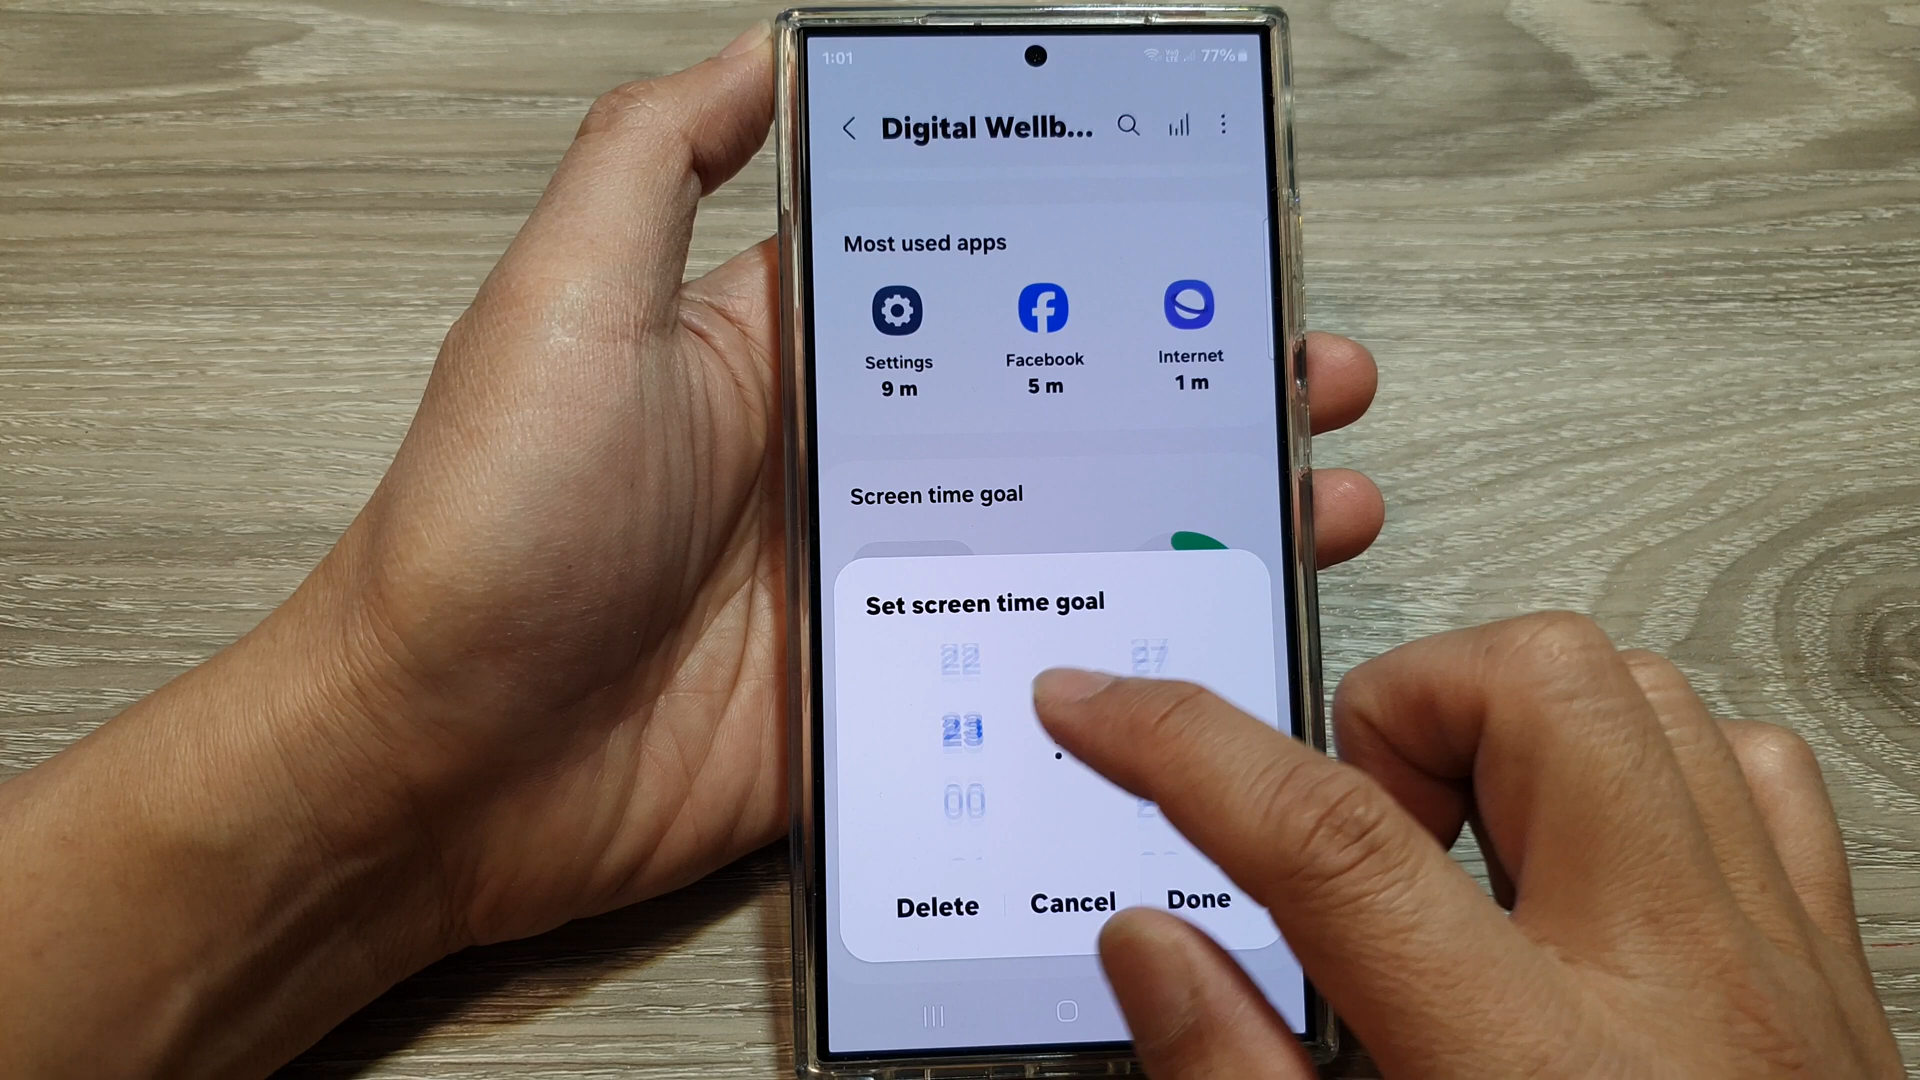 1:01
77%
Digital Wellb...
Most used apps
Settings
Facebook
Internet
9 m
5 m
1 m
Screen time goal
Set screen time goal
22
27
23
00
Delete
Cancel
Done